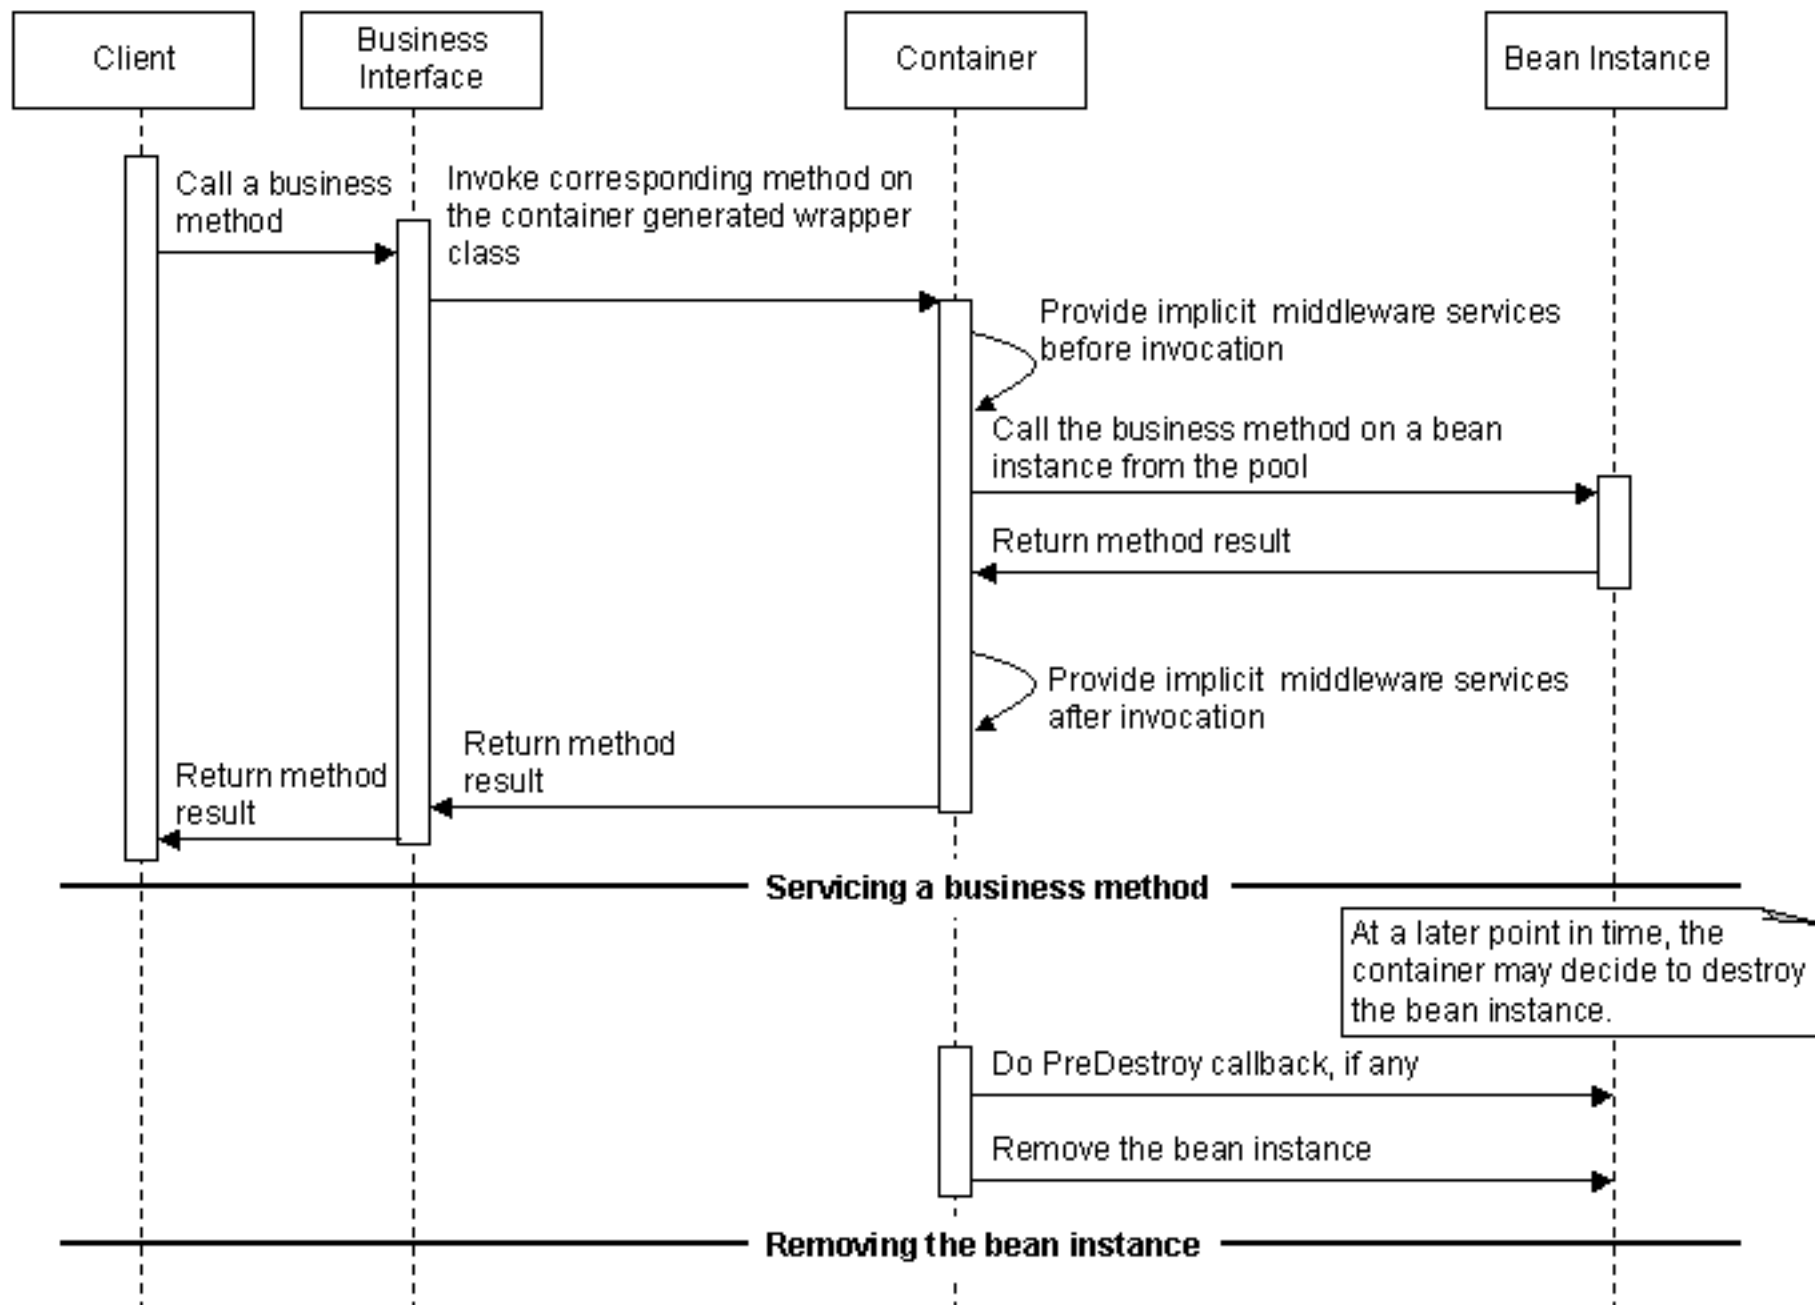 Client
Business
Interface
Container
Bean Instance
Call a business
method
Invoke corresponding method on
the container generated wrapper
class
Provide implicit middleware services
before invocation
Call the business method on a bean
instance from the pool
Return method result
Provide implicit middleware services
after invocation
Return method
result
Return method
result
Servicing a business method
At a later point in time, the
container may decide to destroy
the bean instance.
Do PreDestroy callback, if any
Remove the bean instance
Removing the bean instance